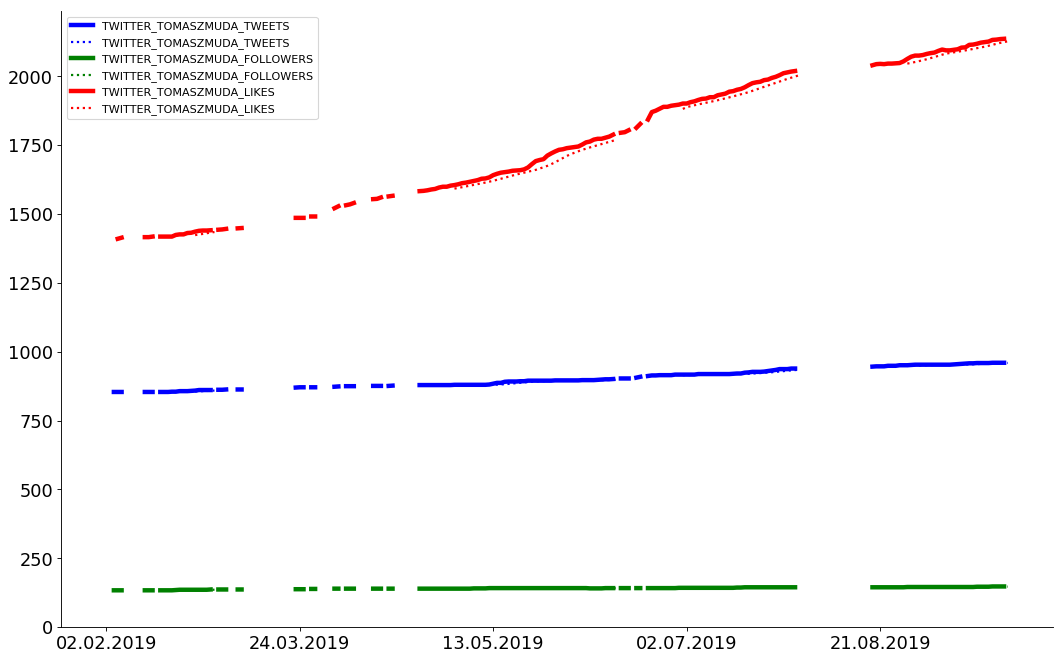 TWITTER_TOMASZMUDA_TWEETS
TWITTER_TOMASZMUDA_TWEETS
TWITTER_TOMASZMUDA_FOLLOWERS
TWITTER_TOMASZMUDA_FOLLOWERS
TWITTER_TOMASZMUDA_LIKES
TWITTER_TOMASZMUDA_LIKES
2000
1750
1500
1250
1000
750
500
250
0
02.02.2019 24.03.2019 13.05.2019 02.07.2019 21.08.2019